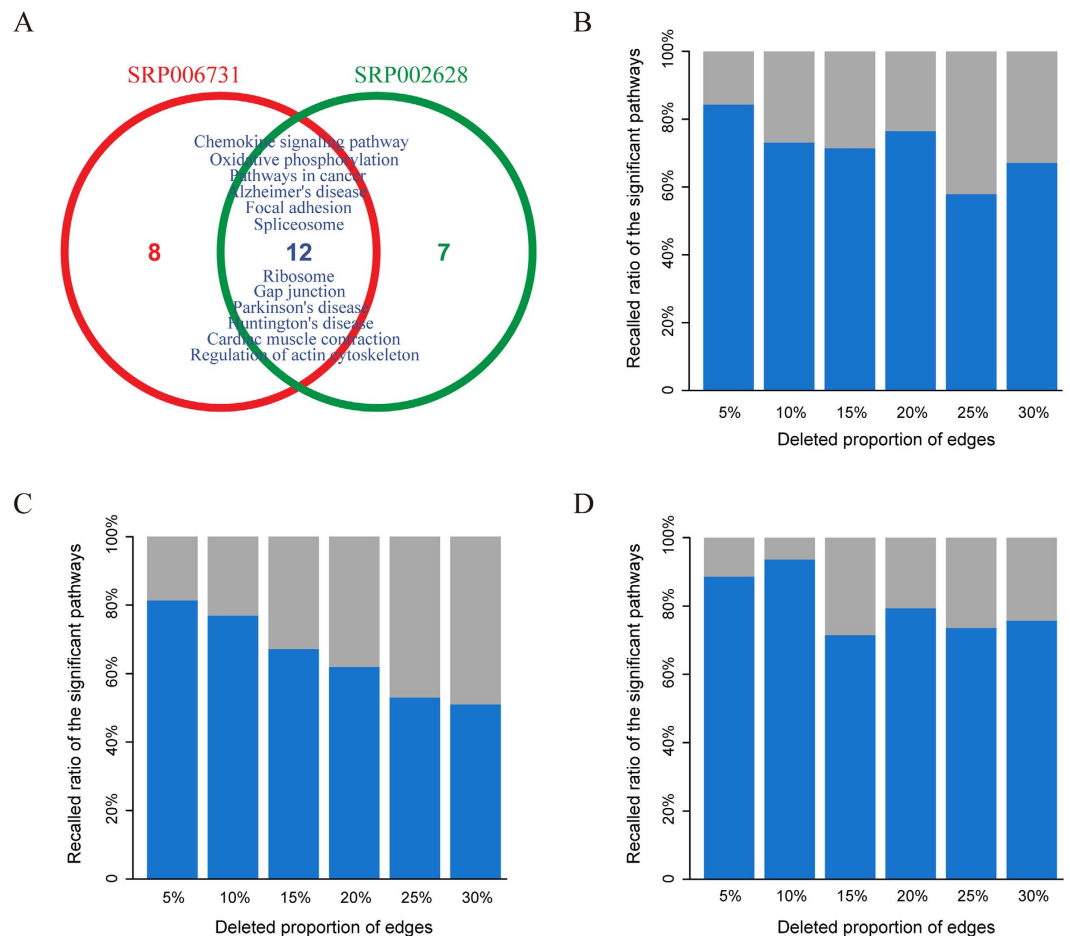 A
SRP006731
SRP002628
Chemokine signaling pathway
Oxidative phosphorylation
Pathways in cancer
Alzheimer's disease
Focal adhesion
Spliceosome
8
12
7
Ribosome
Gap junction
Parkinson's disease
Huntington's disease
Cardiac muscle contraction
Regulation of actin cytoskeleton
B
Recalled ratio of the significant pathways
100%
80%
60%
40%
20%
0
5% 10% 15% 20% 25% 30%
Deleted proportion of edges
C
Recalled ratio of the significant pathways
100%
80%
60%
40%
20%
0
5% 10% 15% 20% 25% 30%
Deleted proportion of edges
D
Recalled ratio of the significant pathways
100%
80%
60%
40%
20%
0
5% 10% 15% 20% 25% 30%
Deleted proportion of edges